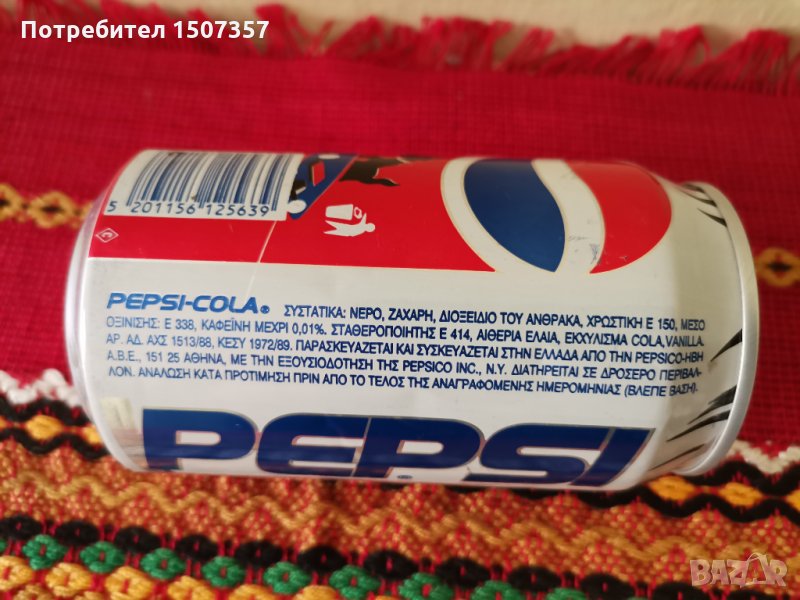 Потребител 1507357
5 201156 125639
C
PEPSI-COLA® ΣΥΣΤΑΤΙΚΑ: ΝΕΡΟ, ΖΑΧΑΡΗ, ΔΙΟΞΕΙΔΙΟ ΤΟΥ ΑΝΘΡΑΚΑ, ΧΡΩΣΤΙΚΗ Ε 150, ΜΕΣΟ
ΟΞΙΝΙΣΗΣ: Ε 338, ΚΑΦΕΪΝΗ ΜΕΧΡΙ 0,01%. ΣΤΑΘΕΡΟΠΟΙΗΤΗΣ Ε 414, ΑΙΘΕΡΙΑ ΕΛΑΙΑ, ΕΚΧΥΛΙΣΜΑ COLA, VANILLA.
ΑΡ. ΑΔ. ΑΧΣ 1513/88, ΚΕΣΥ 1972/89. ΠΑΡΑΣΚΕΥΑΖΕΤΑΙ ΚΑΙ ΣΥΣΚΕΥΑΖΕΤΑΙ ΣΤΗΝ ΕΛΛΑΔΑ ΑΠΟ ΤΗΝ PEPSICO-ΗΒΗ
Α.Β.Ε., 151 25 ΑΘΗΝΑ, ΜΕ ΤΗΝ ΕΞΟΥΣΙΟΔΟΤΗΣΗ ΤΗΣ PEPSICO INC., N.Y. ΔΙΑΤΗΡΕΙΤΑΙ ΣΕ ΔΡΟΣΕΡΟ ΠΕΡΙΒΑΛ-
ΛΟΝ. ΑΝΑΛΩΣΗ ΚΑΤΑ ΠΡΟΤΙΜΗΣΗ ΠΡΙΝ ΑΠΟ ΤΟ ΤΕΛΟΣ ΤΗΣ ΑΝΑΓΡΑΦΟΜΕΝΗΣ ΗΜΕΡΟΜΗΝΙΑΣ (ΒΛΕΠΕ ΒΑΣΗ).
PEPSI
BAZAR